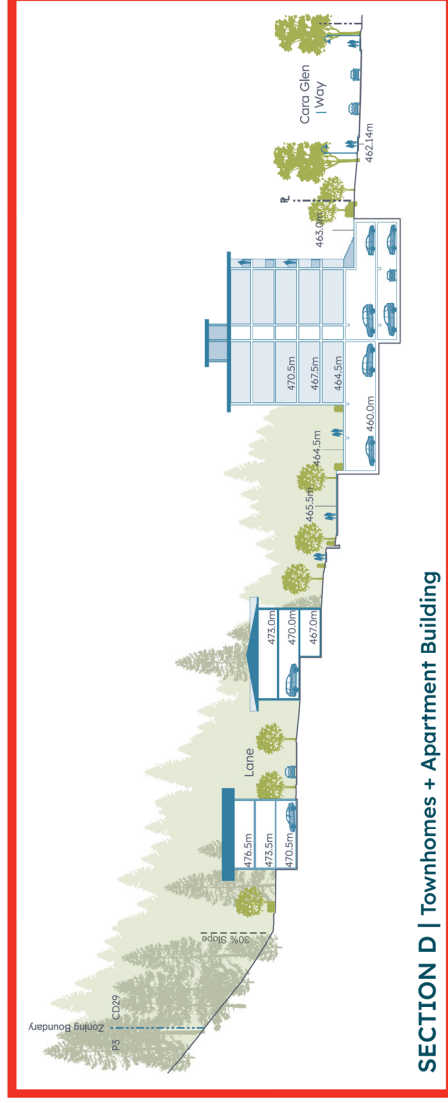 Zoning Boundary
P3
CD29
30% Slope
476.5m
473.5m
470.5m
Lane
473.0m
470.0m
467.0m
465.5m
464.5m
470.5m
467.5m
464.5m
460.0m
463.0m
PL
462.14m
Cara Glen
Way
SECTION D | Townhomes + Apartment Building